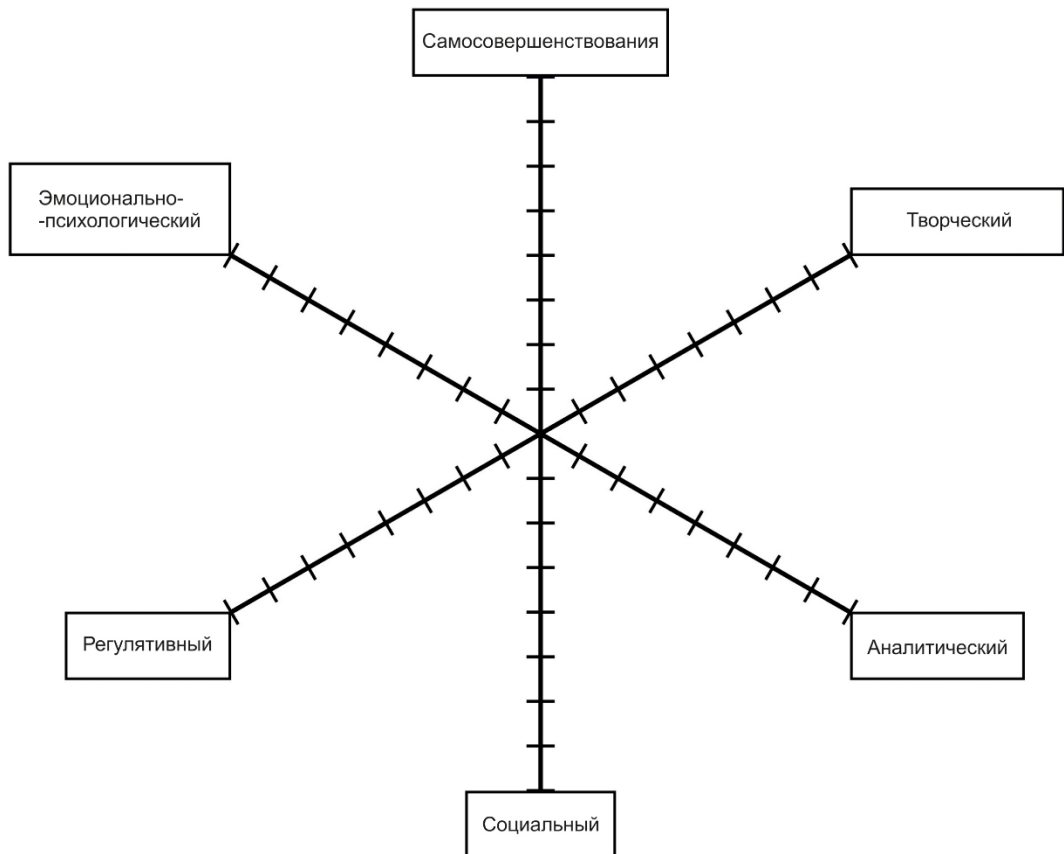 Самосовершенствования
Эмоционально-
-психологический
Творческий
Регулятивный
Аналитический
Социальный